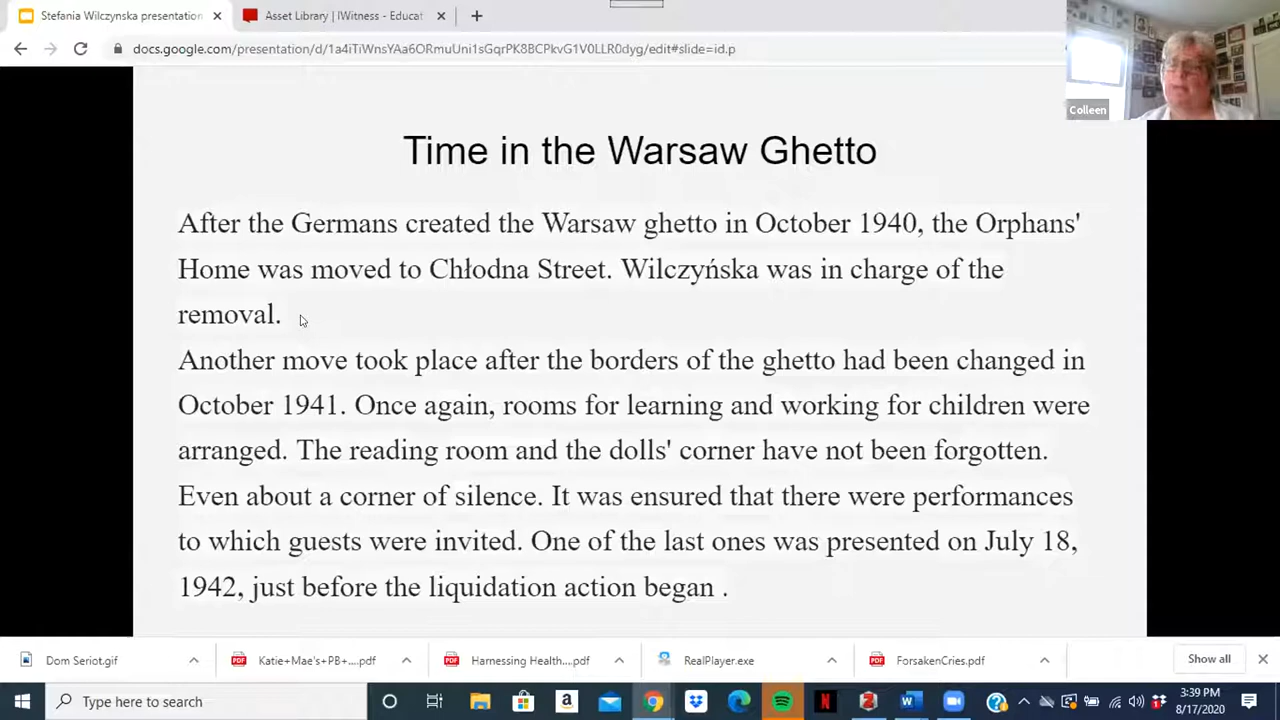 Stefania Wilczynska presentation
Asset Library | IWitness - Educat
docs.google.com/presentation/d/1a4iTiWnsYAa6ORmuUni1sGqrPK8BCPkvG1V0LLR0dyg/edit#slide=id.p
Colleen
Time in the Warsaw Ghetto
After the Germans created the Warsaw ghetto in October 1940, the Orphans'
Home was moved to Chłodna Street. Wilczyńska was in charge of the
removal.
Another move took place after the borders of the ghetto had been changed in
October 1941. Once again, rooms for learning and working for children were
arranged. The reading room and the dolls' corner have not been forgotten.
Even about a corner of silence. It was ensured that there were performances
to which guests were invited. One of the last ones was presented on July 18,
1942, just before the liquidation action began .
Dom Seriot.gif
Katie+Mae's+PB+....pdf
Harnessing Health....pdf
RealPlayer.exe
ForsakenCries.pdf
Show all
Type here to search
3:39 PM
8/17/2020